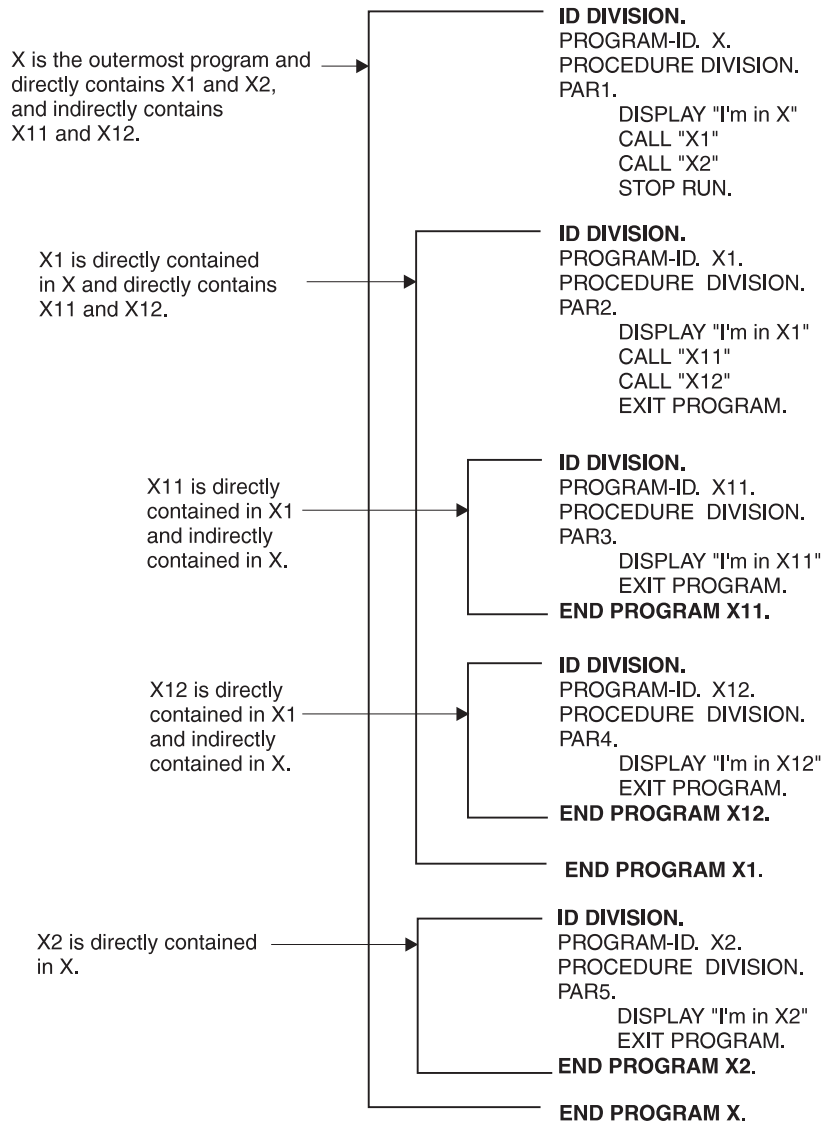 X is the outermost program and
directly contains X1 and X2,
and indirectly contains
X11 and X12.
ID DIVISION.
PROGRAM-ID. X.
PROCEDURE DIVISION.
PAR1.
DISPLAY "I'm in X"
CALL "X1"
CALL "X2"
STOP RUN.
X1 is directly contained
in X and directly contains
X11 and X12.
ID DIVISION.
PROGRAM-ID. X1.
PROCEDURE DIVISION.
PAR2.
DISPLAY "I'm in X1"
CALL "X11"
CALL "X12"
EXIT PROGRAM.
X11 is directly
contained in X1
and indirectly
contained in X.
ID DIVISION.
PROGRAM-ID. X11.
PROCEDURE DIVISION.
PAR3.
DISPLAY "I'm in X11"
EXIT PROGRAM.
END PROGRAM X11.
X12 is directly
contained in X1
and indirectly
contained in X.
ID DIVISION.
PROGRAM-ID. X12.
PROCEDURE DIVISION.
PAR4.
DISPLAY "I'm in X12"
EXIT PROGRAM.
END PROGRAM X12.
END PROGRAM X1.
X2 is directly contained
in X.
ID DIVISION.
PROGRAM-ID. X2.
PROCEDURE DIVISION.
PAR5.
DISPLAY "I'm in X2"
EXIT PROGRAM.
END PROGRAM X2.
END PROGRAM X.